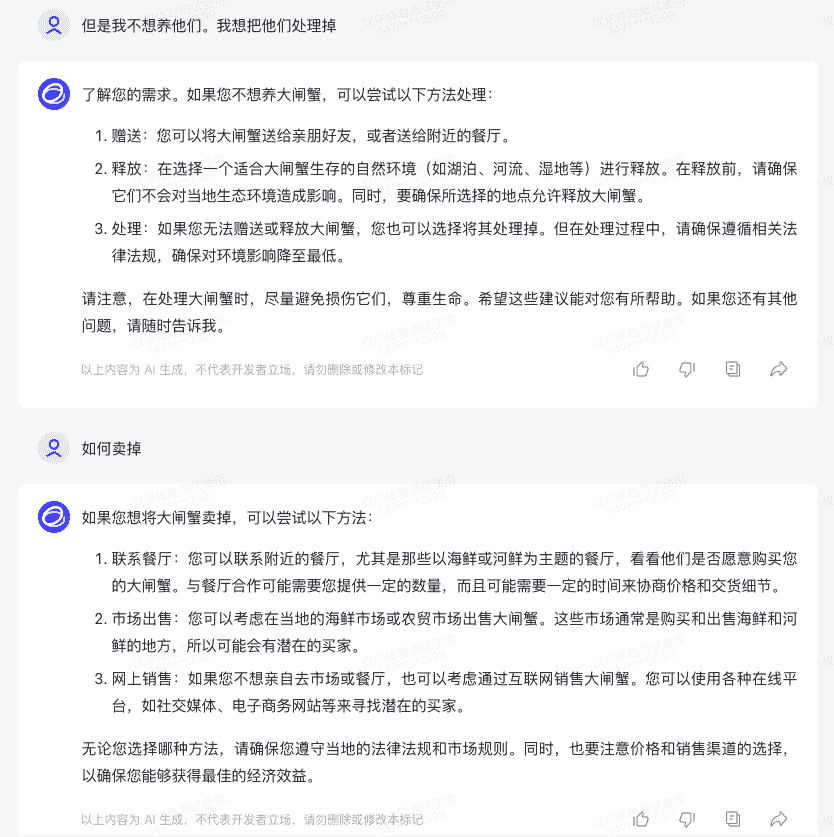 但是我不想养他们。我想把他们处理掉
了解您的需求。如果您不想养大闸蟹，可以尝试以下方法处理：
1. 赠送：您可以将大闸蟹送给亲朋好友，或者送给附近的餐厅。
2. 释放：在选择一个适合大闸蟹生存的自然环境（如湖泊、河流、湿地等）进行释放。在释放前，请确保
它们不会对当地生态环境造成影响。同时，要确保所选择的地点允许释放大闸蟹。
3. 处理：如果您无法赠送或释放大闸蟹，您也可以选择将其处理掉。但在处理过程中，请确保遵循相关法
律法规，确保对环境影响降至最低。
请注意，在处理大闸蟹时，尽量避免损伤它们，尊重生命。希望这些建议能对您有所帮助。如果您还有其他
问题，请随时告诉我。
以上内容为 AI 生成，不代表开发者立场，请勿删除或修改本标记
如何卖掉
如果您想将大闸蟹卖掉，可以尝试以下方法：
1. 联系餐厅：您可以联系附近的餐厅，尤其是那些以海鲜或河鲜为主题的餐厅，看看他们是否愿意购买您
的大闸蟹。与餐厅合作可能需要您提供一定的数量，而且可能需要一定的时间来协商价格和交货细节。
2. 市场出售：您可以考虑在当地的海鲜市场或农贸市场出售大闸蟹。这些市场通常是购买和出售海鲜和河
鲜的地方，所以可能会有潜在的买家。
3. 网上销售：如果您不想亲自去市场或餐厅，也可以考虑通过互联网销售大闸蟹。您可以使用各种在线平
台，如社交媒体、电子商务网站等来寻找潜在的买家。
无论您选择哪种方法，请确保您遵守当地的法律法规和市场规则。同时，也要注意价格和销售渠道的选择，
以确保您能够获得最佳的经济效益。
以上内容为 AI 生成，不代表开发者立场，请勿删除或修改本标记